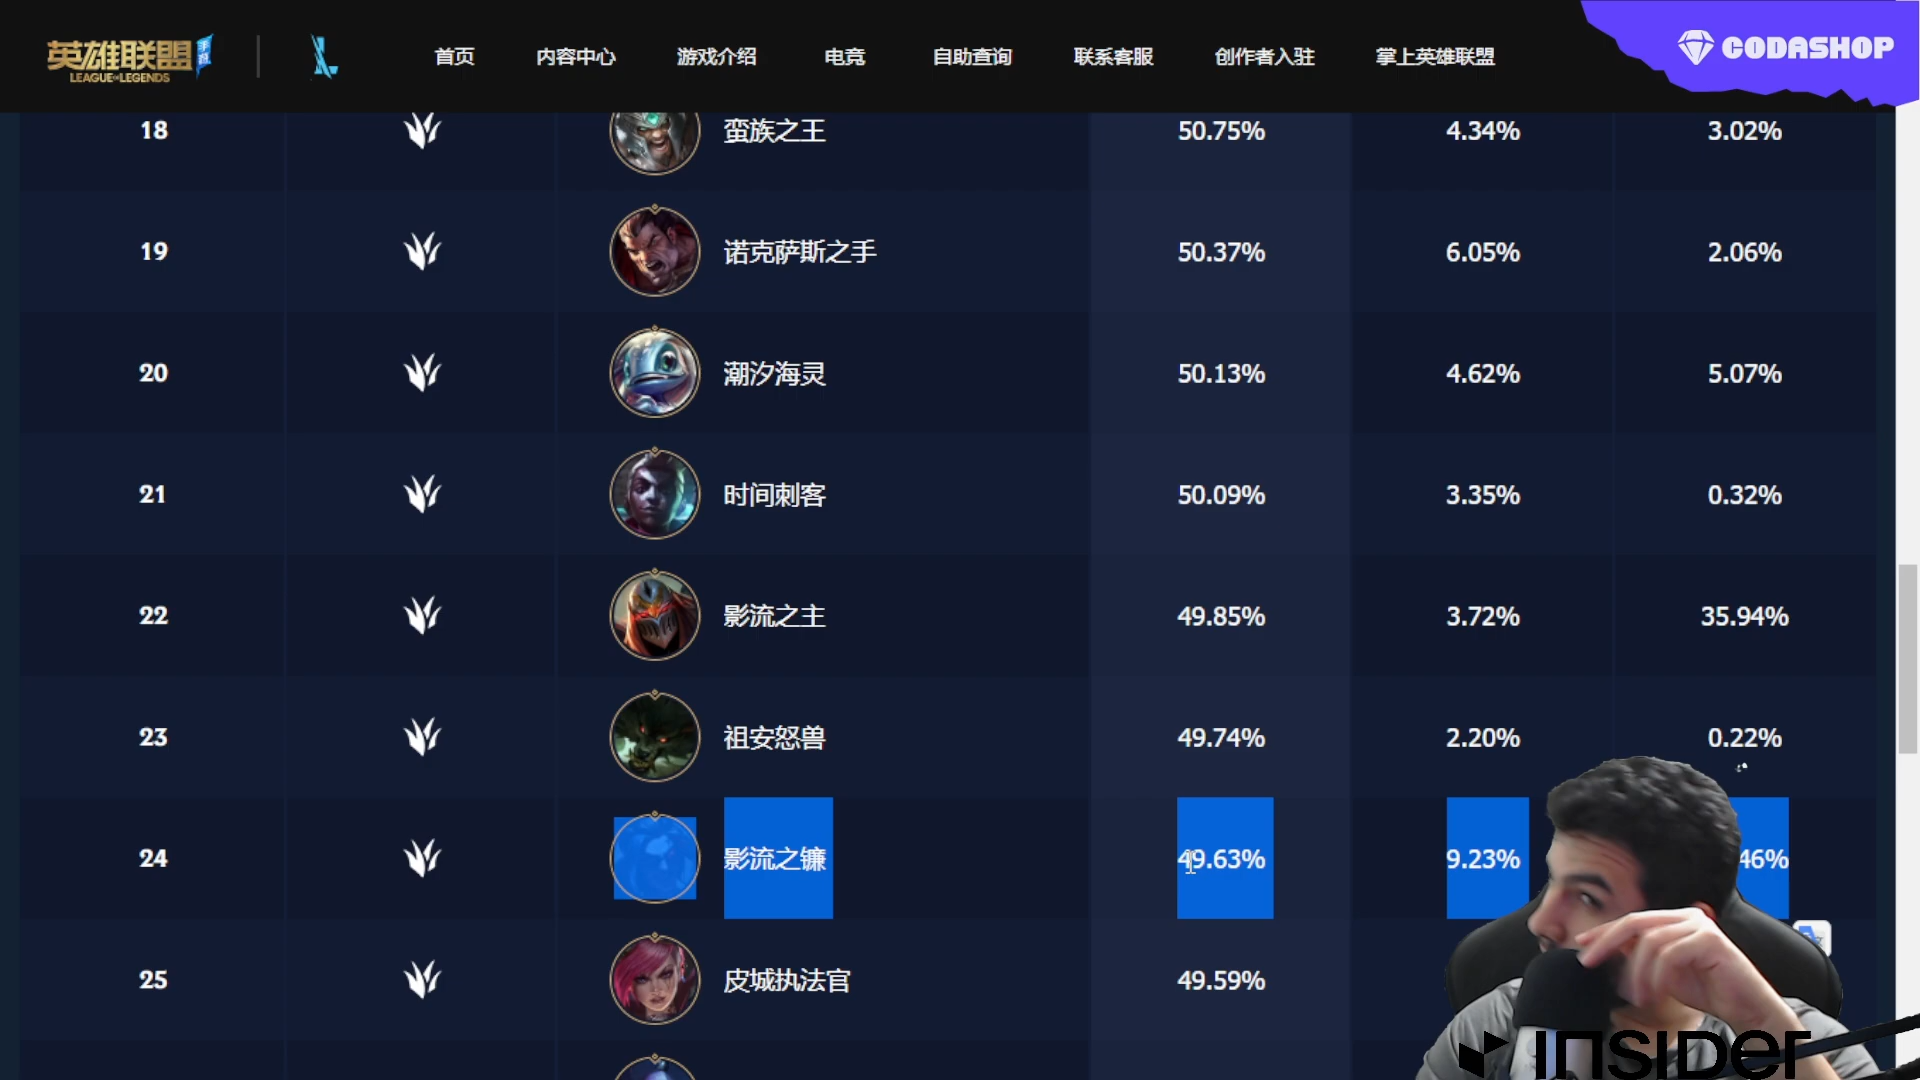 英雄联盟 手游
LEAGUE OF LEGENDS
首页 内容中心 游戏介绍 电竞 自助查询 联系客服 创作者入驻 掌上英雄联盟
CODASHOP
18 蛮族之王 50.75% 4.34% 3.02%
19 诺克萨斯之手 50.37% 6.05% 2.06%
20 潮汐海灵 50.13% 4.62% 5.07%
21 时间刺客 50.09% 3.35% 0.32%
22 影流之主 49.85% 3.72% 35.94%
23 祖安怒兽 49.74% 2.20% 0.22%
24 影流之镰 49.63% 9.23% 46%
25 皮城执法官 49.59%
INSIDER